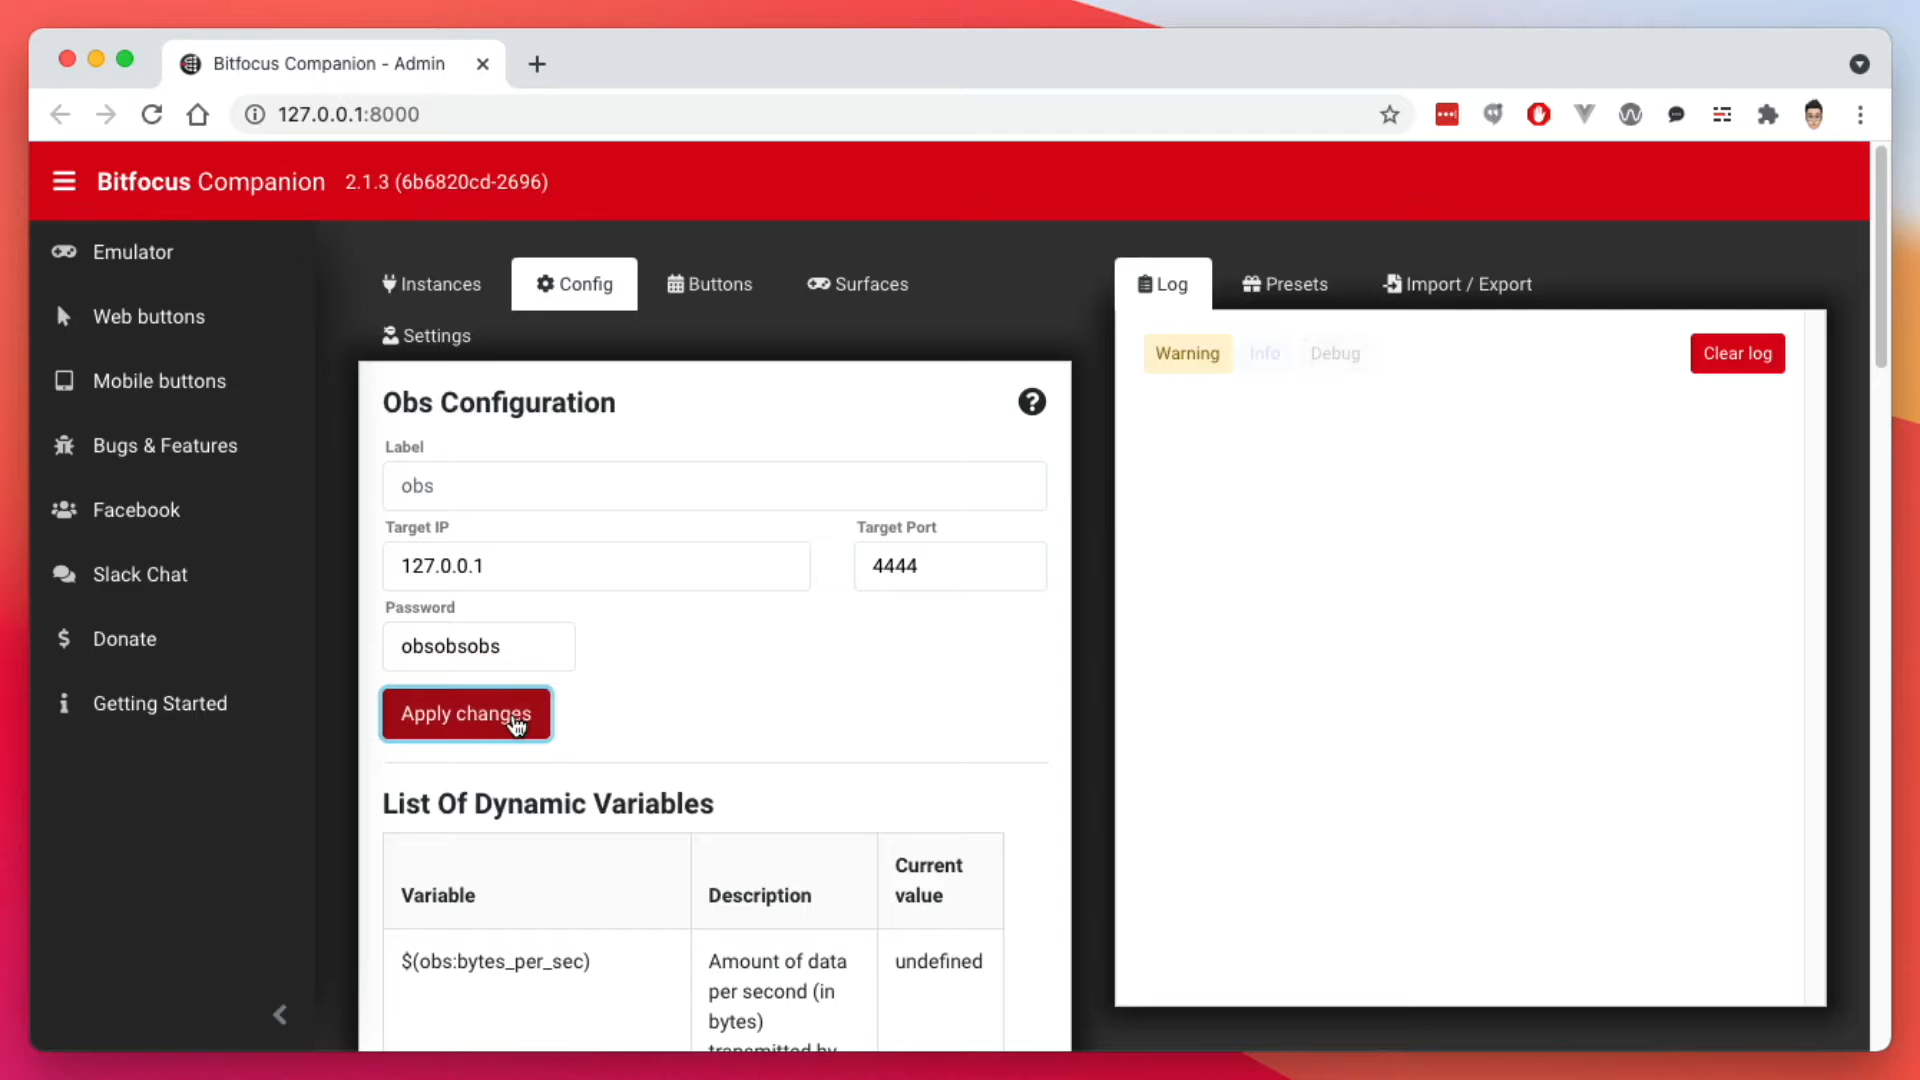 Bitfocus Companion - Admin
127.0.0.1:8000
Bitfocus Companion 2.1.3 (6b6820cd-2696)
Emulator
Web buttons
Mobile buttons
Bugs & Features
Facebook
Slack Chat
Donate
Getting Started
Instances Config Buttons Surfaces
Settings
Obs Configuration
Label
obs
Target IP Target Port
127.0.0.1 4444
Password
obsobsobs
Apply changes
List Of Dynamic Variables
Variable Description Current value
$(obs:bytes_per_sec) Amount of data undefined
per second (in
bytes)
transmitted by
Log Presets Import / Export
Warning Info Debug Clear log